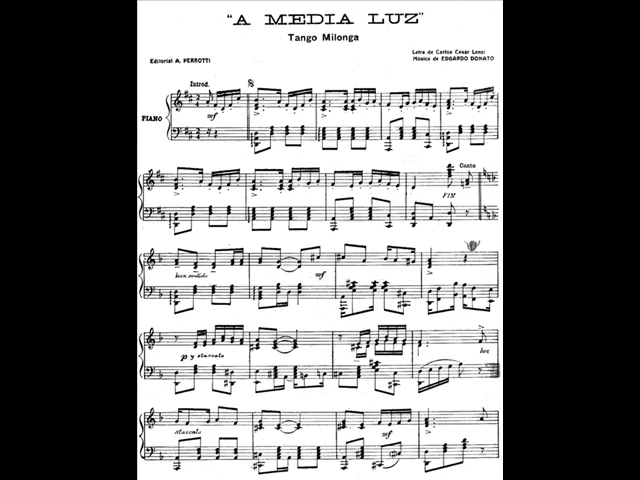 "A MEDIA LUZ"
Tango Milonga
Editorial A. PERROTTI
Letra de Carlos Cesar Lenzi
Música de EDGARDO DONATO
Introd.
PIANO
mf
Canto
FIN
bien sentido
mf
p y staccato
staccato
mf